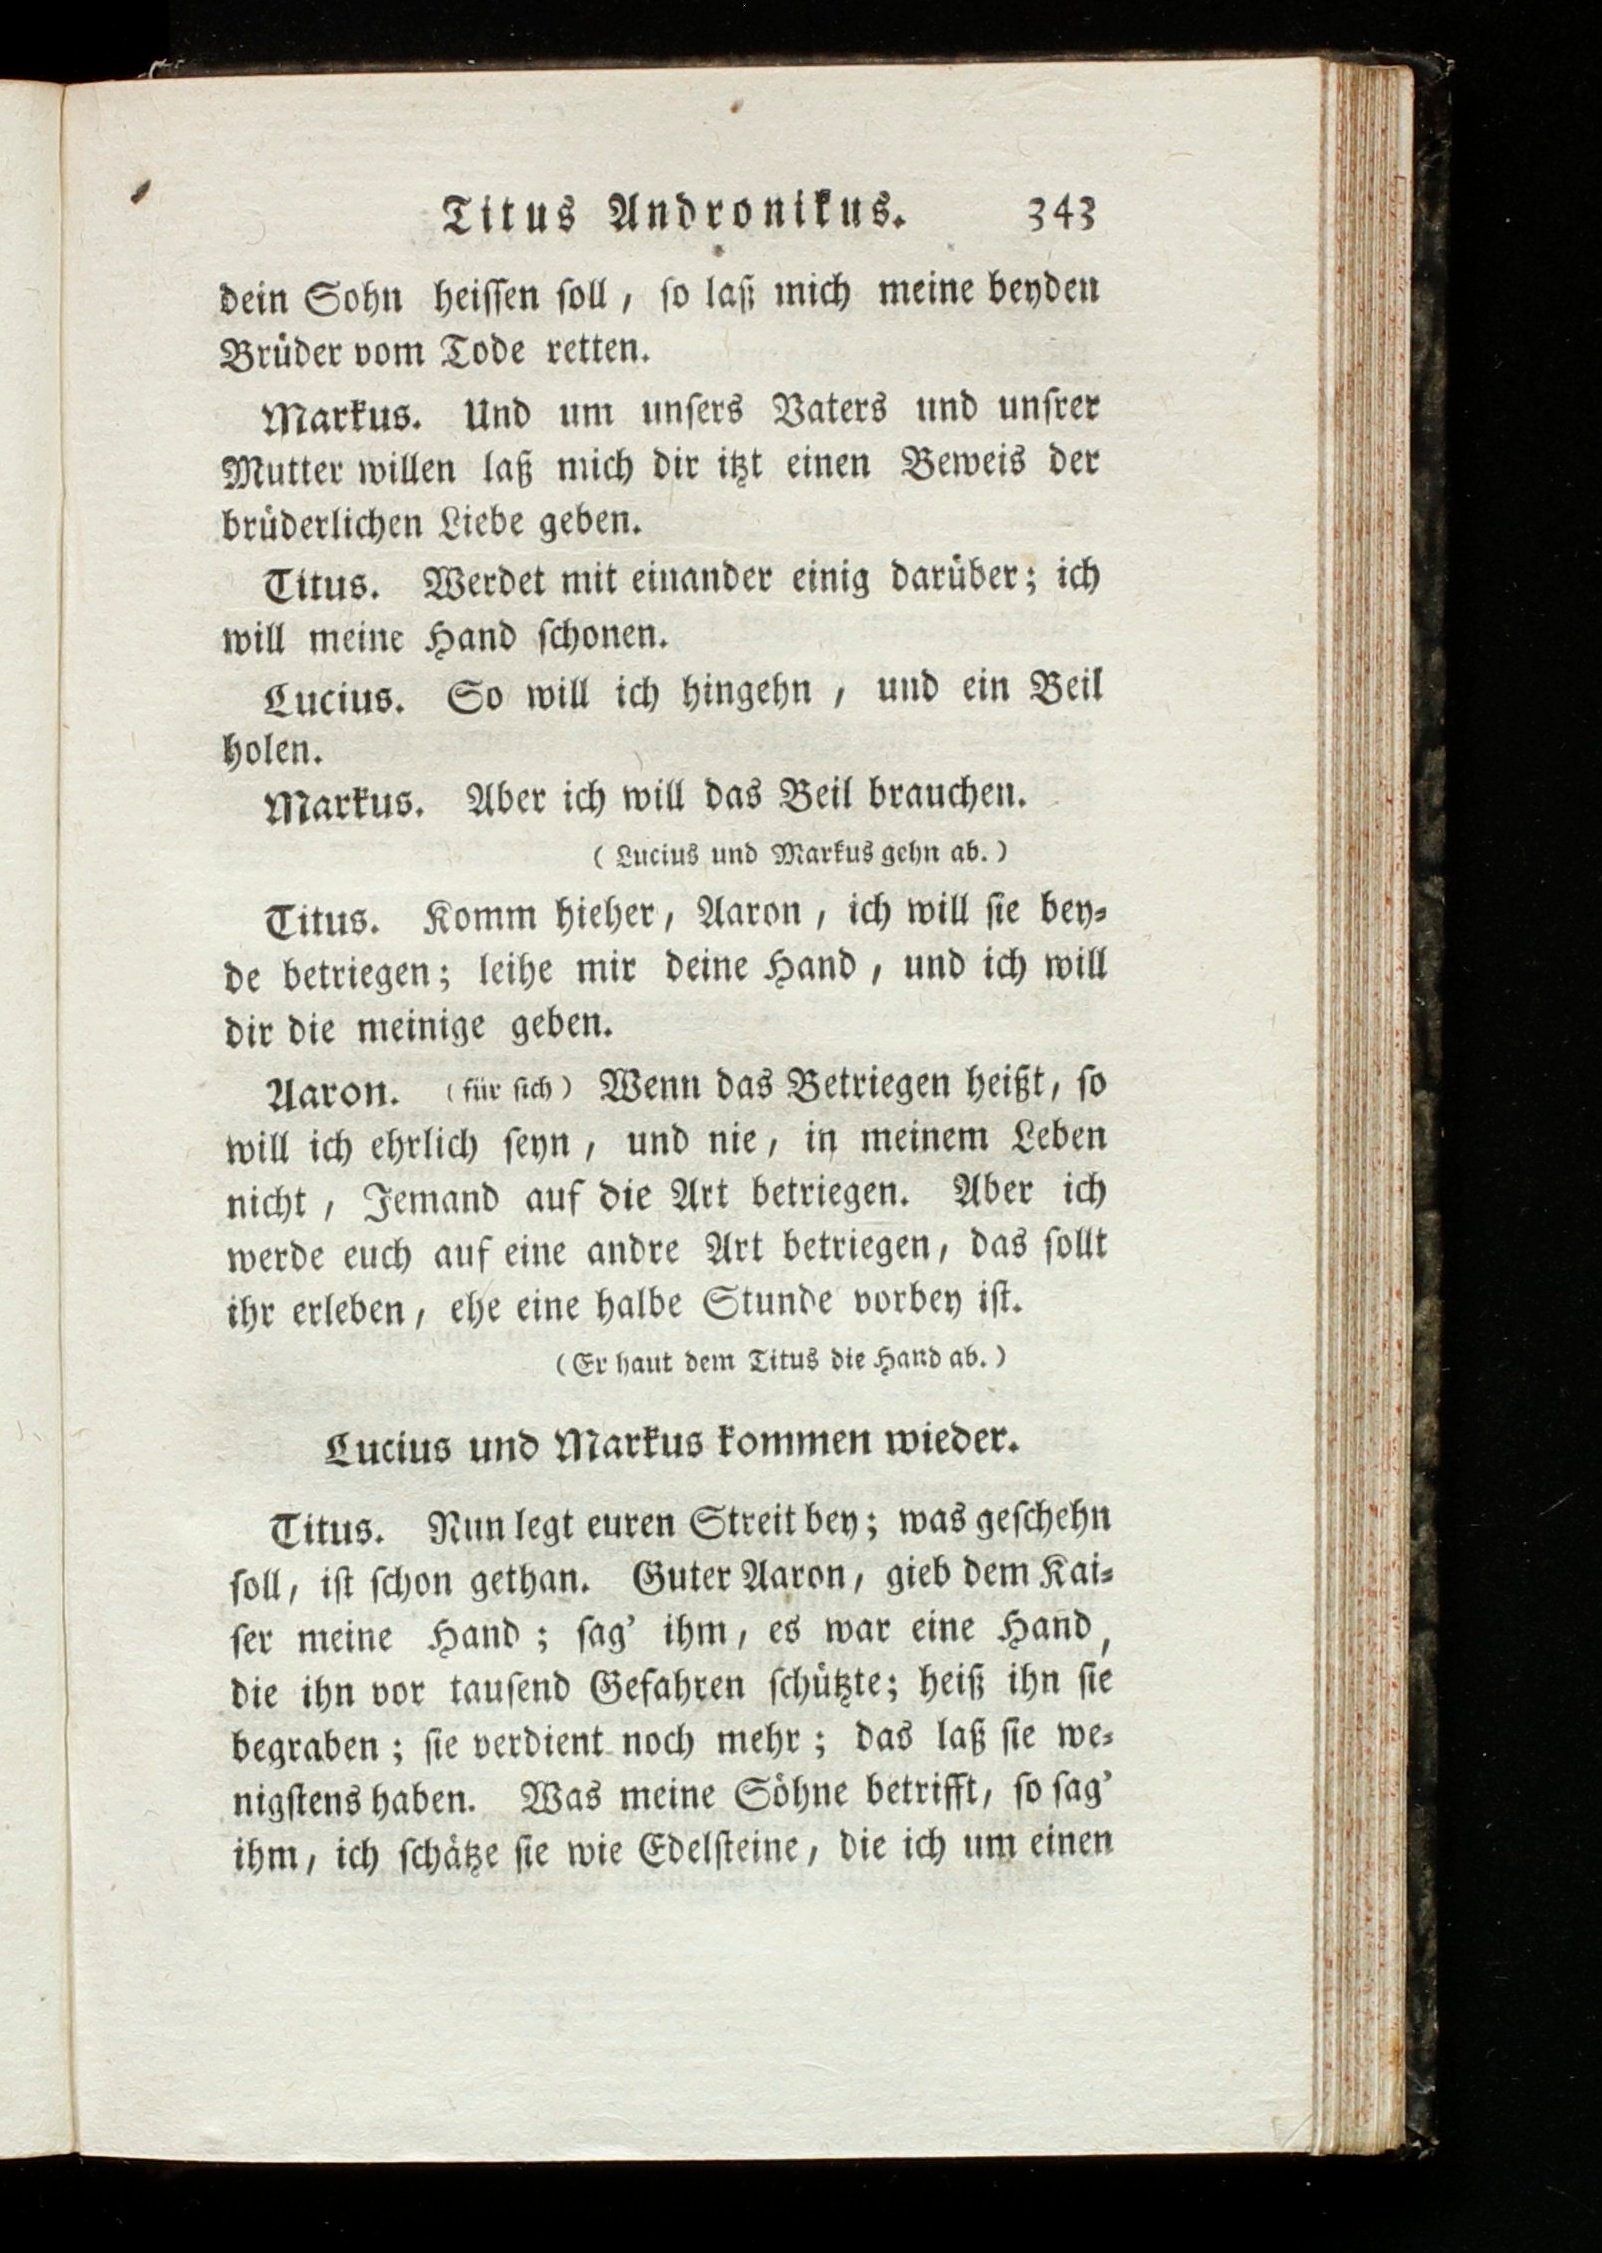 Titus Andronikus. 343
dein Sohn heiſſen ſoll, ſo laß mich meine beyden
Brüder vom Tode retten.
Markus. Und um unſers Vaters und unſrer
Mutter willen laß mich dir itzt einen Beweis der
brüderlichen Liebe geben.
Titus. Werdet mit einander einig darüber; ich
will meine Hand ſchonen.
Lucius. So will ich hingehn, und ein Beil
holen.
Markus. Aber ich will das Beil brauchen.
(Lucius und Markus gehn ab.)
Titus. Komm hieher, Aaron, ich will ſie bey⸗
de betriegen; leihe mir deine Hand, und ich will
dir die meinige geben.
Aaron. (für ſich) Wenn das Betriegen heißt, ſo
will ich ehrlich ſeyn, und nie, in meinem Leben
nicht, Jemand auf die Art betriegen. Aber ich
werde euch auf eine andre Art betriegen, das ſollt
ihr erleben, ehe eine halbe Stunde vorbey iſt.
(Er haut dem Titus die Hand ab.)
Lucius und Markus kommen wieder.
Titus. Nun legt euren Streit bey; was geſchehn
ſoll, iſt ſchon gethan. Guter Aaron, gieb dem Kai⸗
ſer meine Hand; ſag' ihm, es war eine Hand,
die ihn vor tauſend Gefahren ſchützte; heiß ihn ſie
begraben; ſie verdient noch mehr; das laß ſie we⸗
nigſtens haben. Was meine Söhne betrifft, ſo ſag'
ihm, ich ſchätze ſie wie Edelſteine, die ich um einen